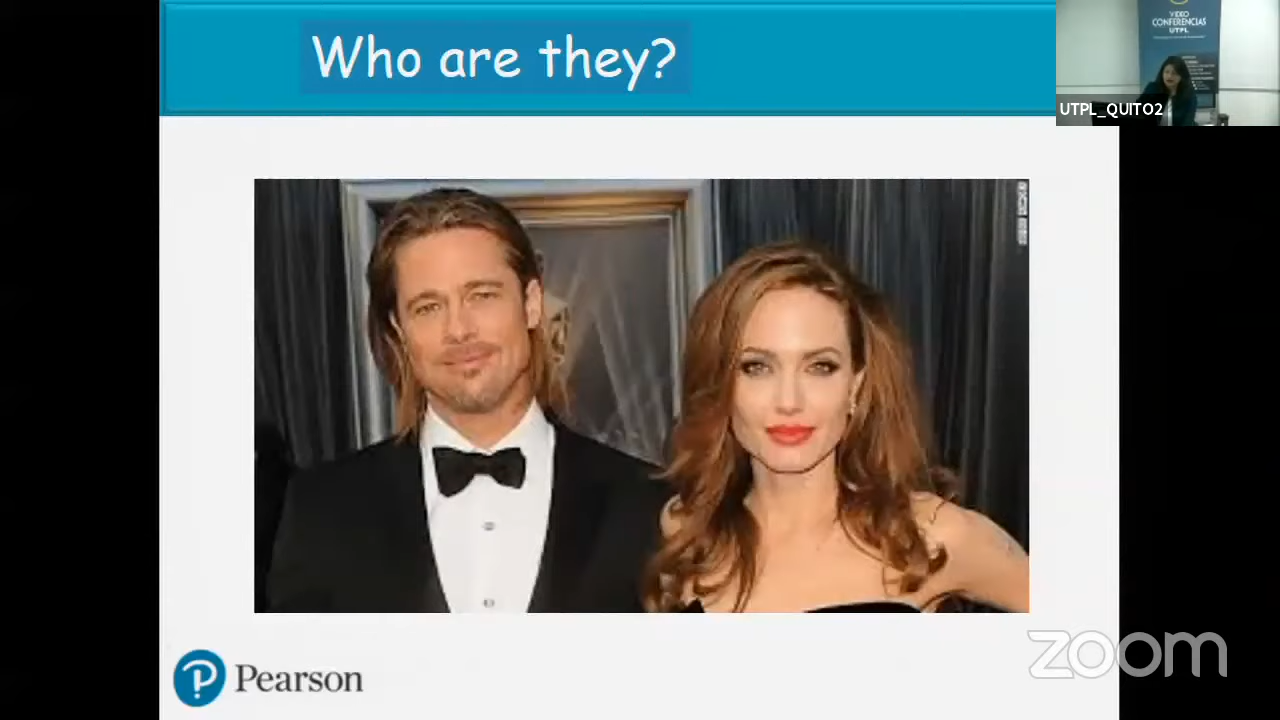 Who are they?
VIDEO
CONFERENCIAS
UTPL
UTPL_QUITO2
Pearson
zoom